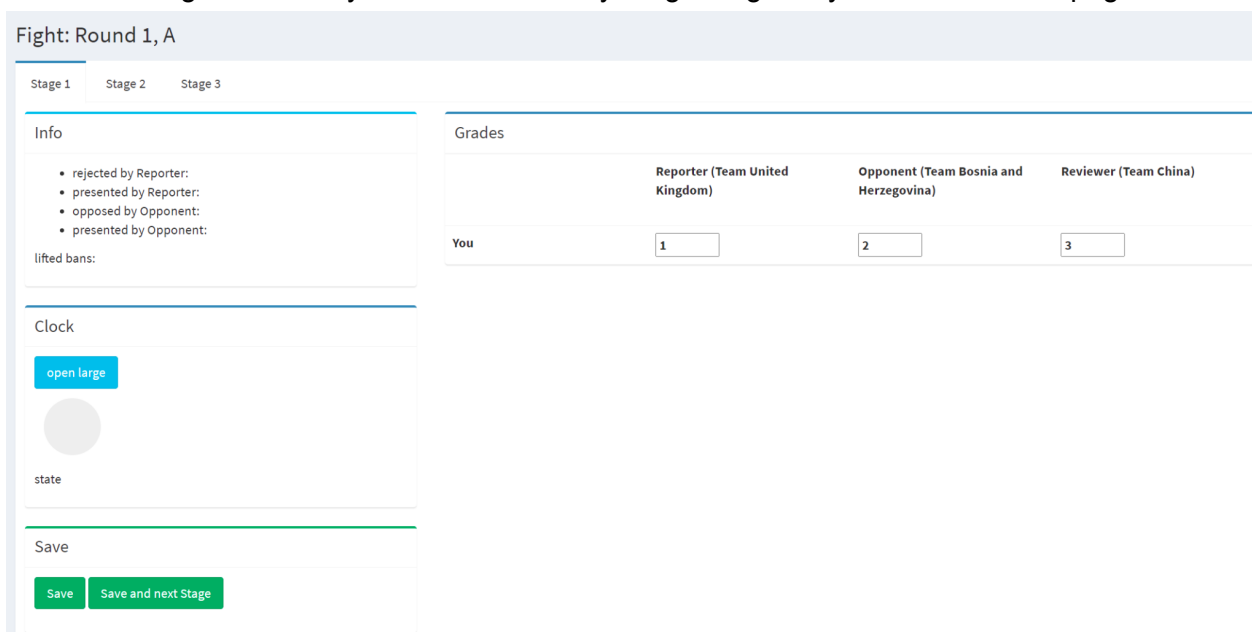 Fight: Round 1, A
Stage 1 Stage 2 Stage 3
Info
rejected by Reporter:
presented by Reporter:
opposed by Opponent:
presented by Opponent:
lifted bans:
Clock
open large
state
Save
Save Save and next Stage
Grades
Reporter (Team United Kingdom) Opponent (Team Bosnia and Herzegovina) Reviewer (Team China)
You 1 2 3